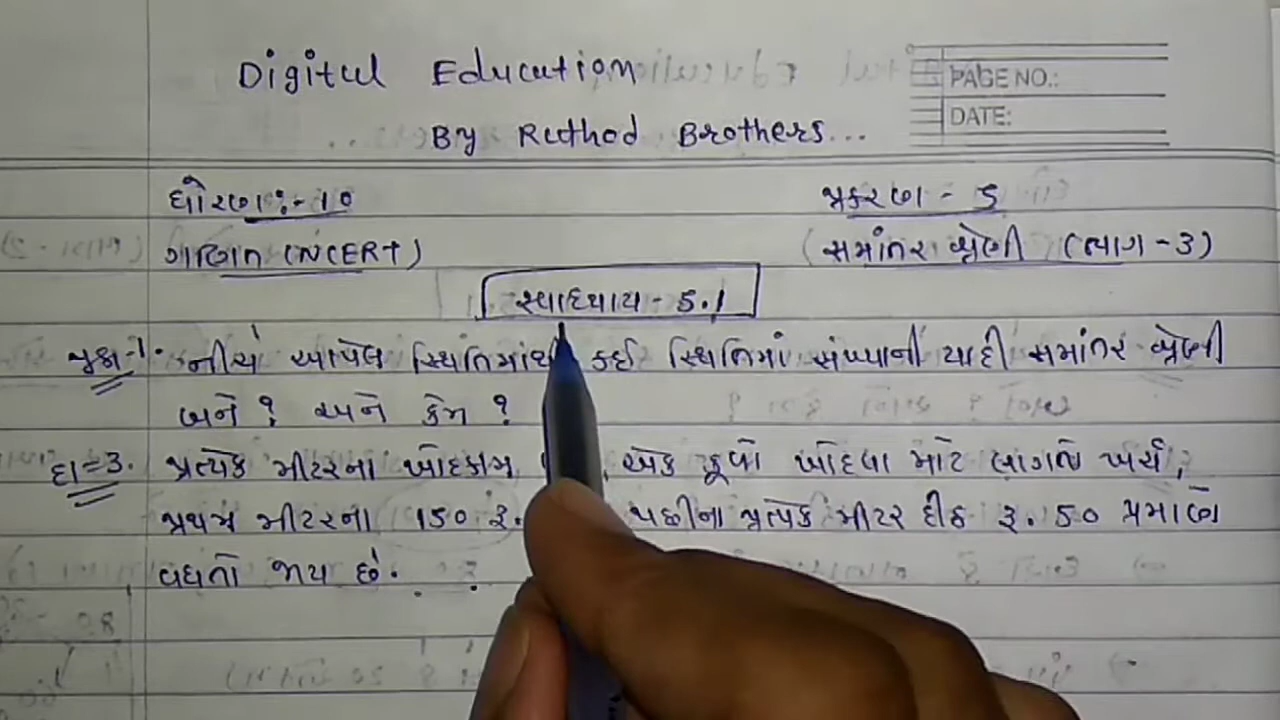 Digital Education
PAGE NO.:
By Rathod Brothers...
DATE:
ધોરણ:- 10
પ્રકરણ - 5
ગણિત (NCERT)
(સમાંતર શ્રેણી (ભાગ -3)
સ્વાધ્યાય - 5.1
પ્રશ્ન-1. નીચે આપેલ સ્થિતિમાંથી કઈ સ્થિતિમાં સંખ્યાની યાદી સમાંતર શ્રેણી
બને ? અને કેમ ?
દા=3. પ્રત્યેક મીટરના ખોદકામ એક કૂવો ખોદવા માટે લાગતો ખર્ચ,
પ્રથમ મીટરના 150 રૂ. પછીના પ્રત્યેક મીટર દીઠ રૂ. 50 પ્રમાણે
વધતો જાય છે.